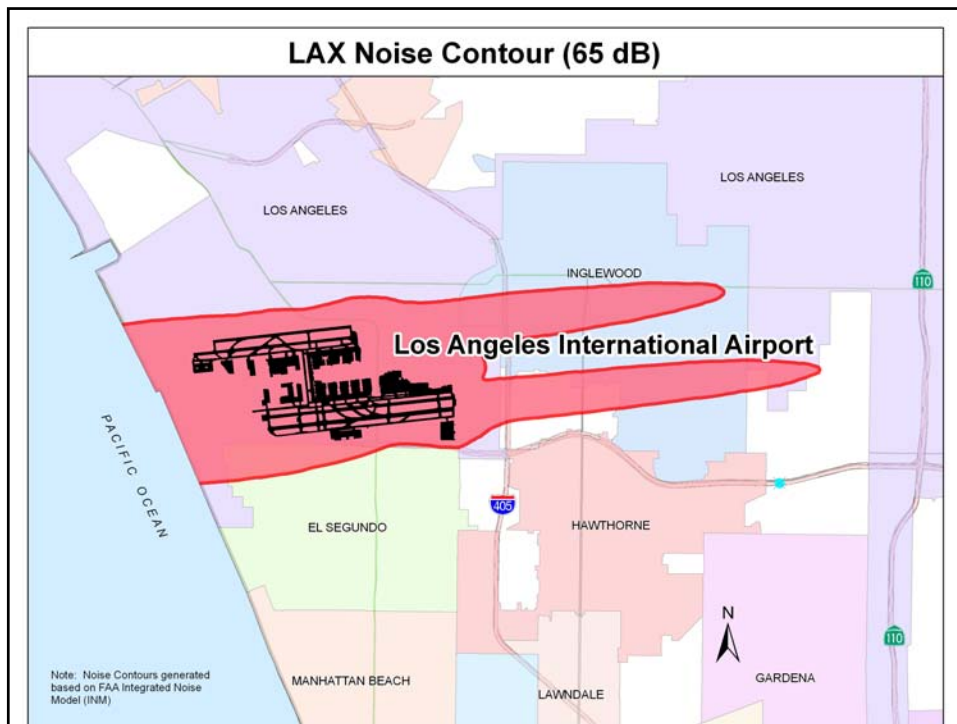 LAX Noise Contour (65 dB)
LOS ANGELES
LOS ANGELES
INGLEWOOD
110
Los Angeles International Airport
PACIFIC OCEAN
405
EL SEGUNDO
HAWTHORNE
N
110
Note: Noise Contours generated
based on FAA Integrated Noise
Model (INM)
MANHATTAN BEACH
LAWNDALE
GARDENA